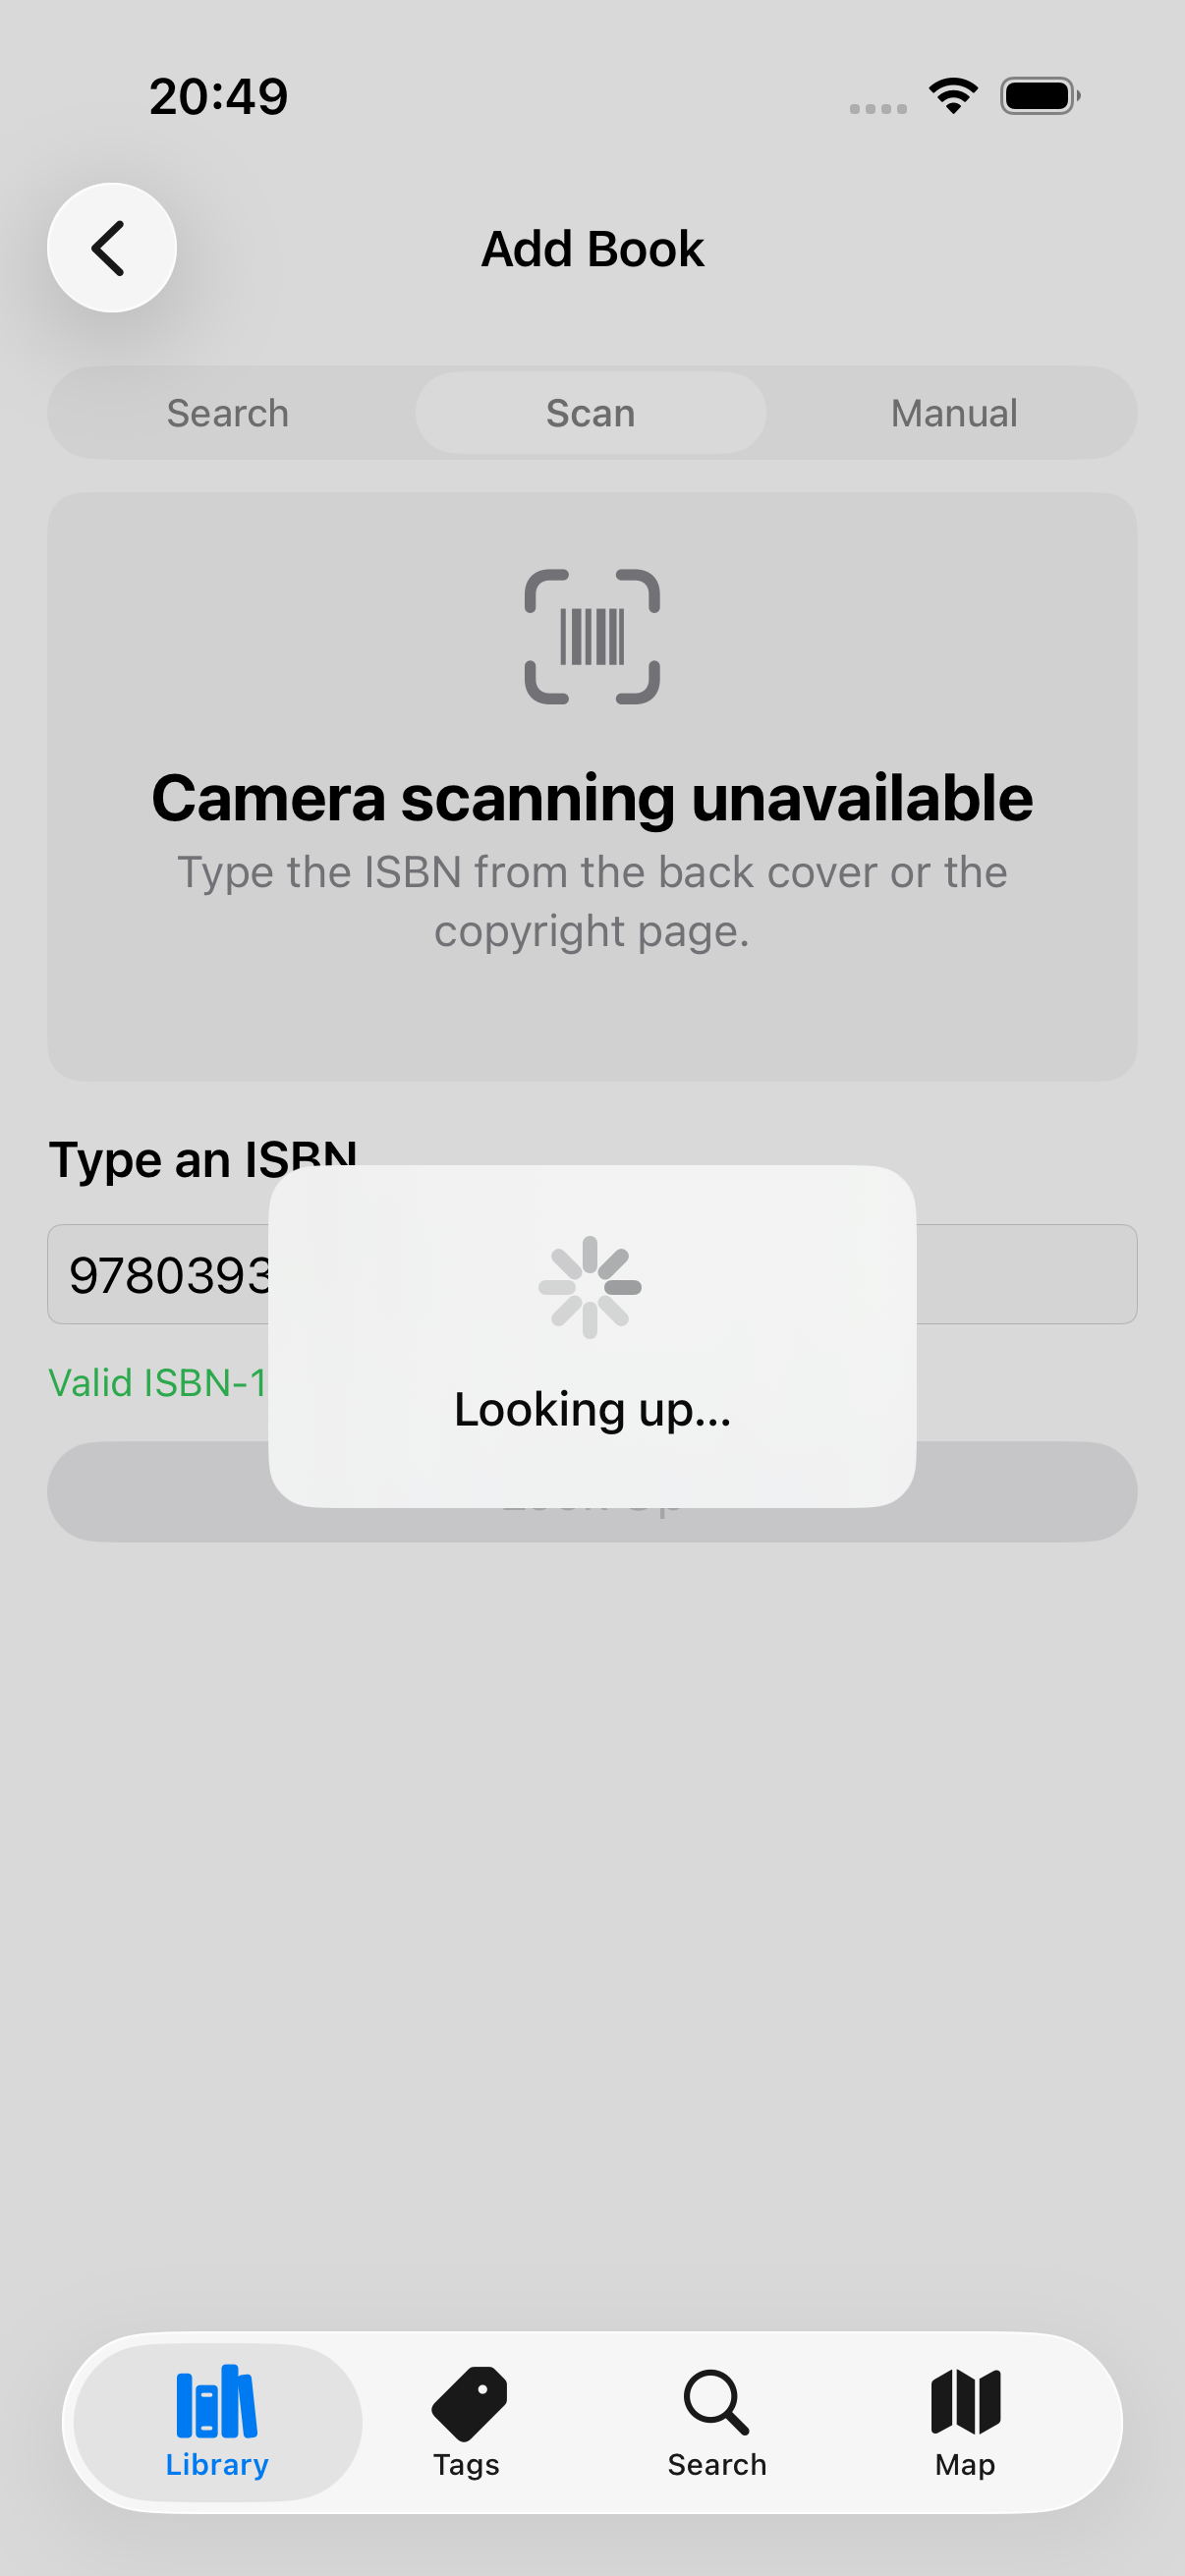 20:49
Add Book
Search
Scan
Manual
Camera scanning unavailable
Type the ISBN from the back cover or the
copyright page.
Type an ISBN
9780393
Valid ISBN-1
Looking up...
Library
Tags
Search
Map